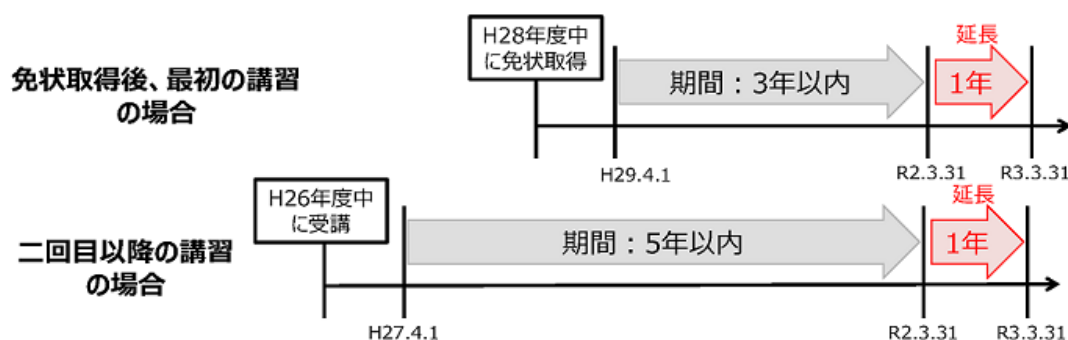 H28年度中
に免状取得
延長
免状取得後、最初の講習
の場合
期間：3年以内
1年
H29.4.1
R2.3.31
R3.3.31
H26年度中
に受講
延長
二回目以降の講習
の場合
期間：5年以内
1年
H27.4.1
R2.3.31
R3.3.31